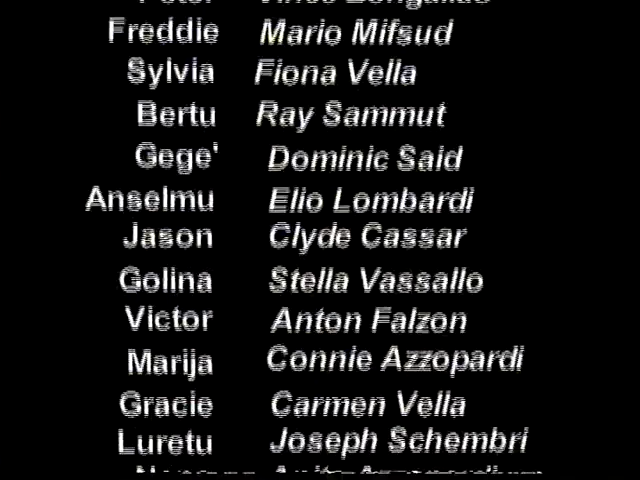 Freddie Mario Mifsud
Sylvia Fiona Vella
Bertu Ray Sammut
Gege' Dominic Said
Anselmu Elio Lombardi
Jason Clyde Cassar
Golina Stella Vassallo
Victor Anton Falzon
Marija Connie Azzopardi
Gracie Carmen Vella
Luretu Joseph Schembri